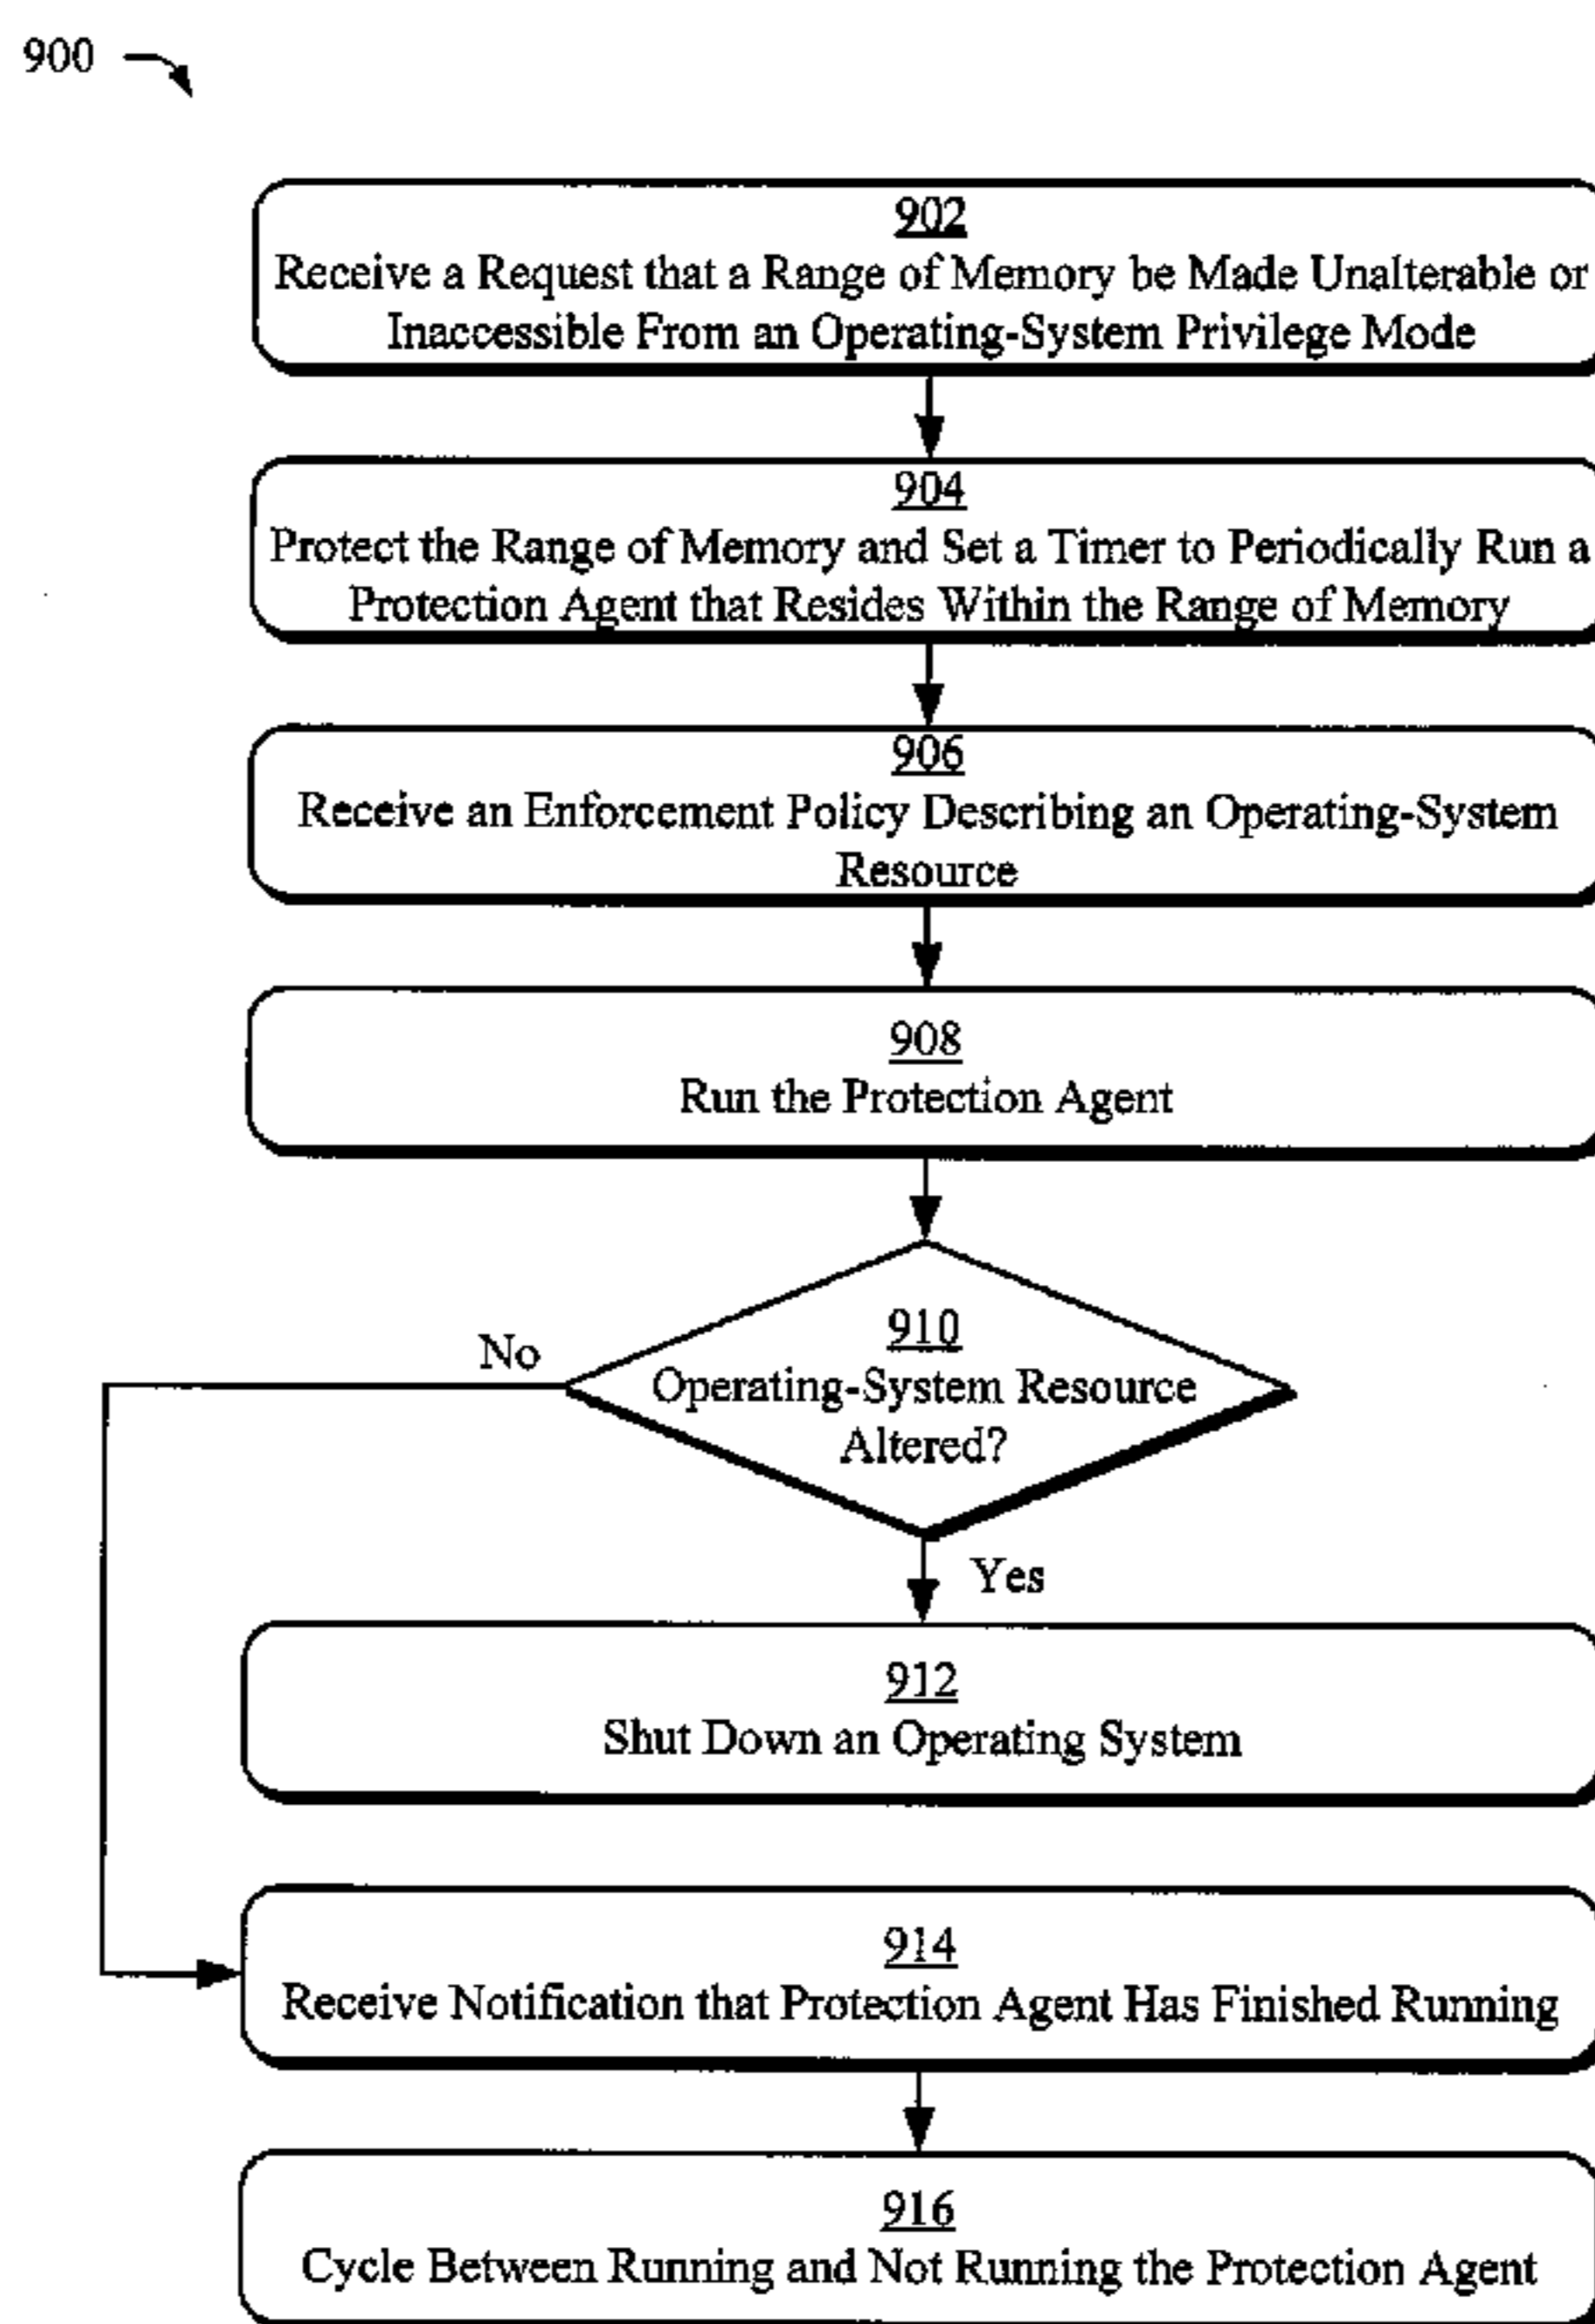 900
902
Receive a Request that a Range of Memory be Made Unalterable or
Inaccessible From an Operating-System Privilege Mode
904
Protect the Range of Memory and Set a Timer to Periodically Run a
Protection Agent that Resides Within the Range of Memory
906
Receive an Enforcement Policy Describing an Operating-System
Resource
908
Run the Protection Agent
910
Operating-System Resource
Altered?
No
Yes
912
Shut Down an Operating System
914
Receive Notification that Protection Agent Has Finished Running
916
Cycle Between Running and Not Running the Protection Agent